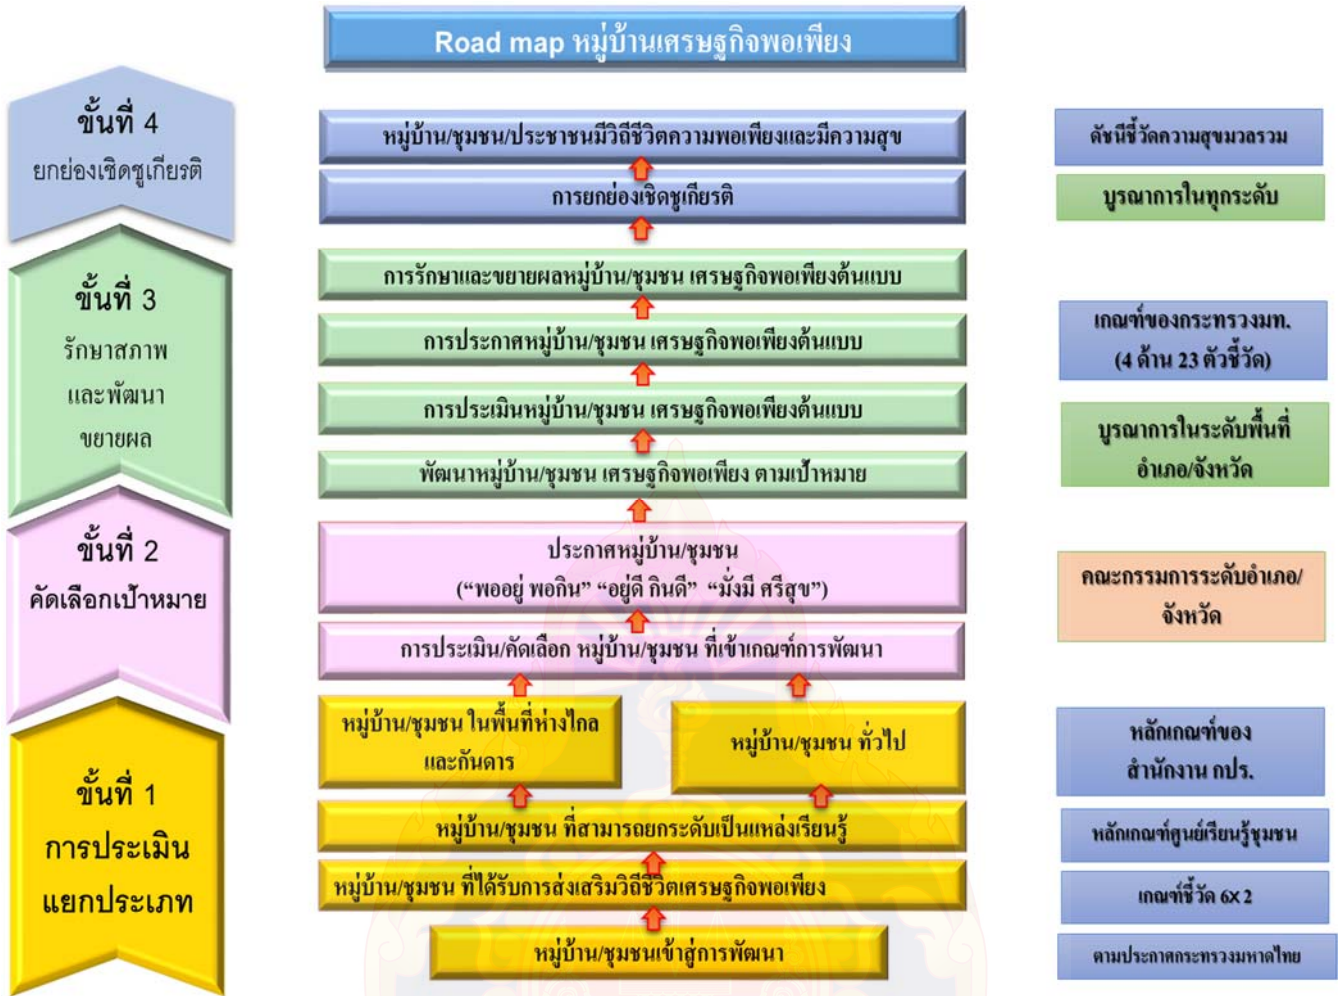 Road map หมู่บ้านเศรษฐกิจพอเพียง
ขั้นที่ 4
ยกย่องเชิดชูเกียรติ
หมู่บ้าน/ชุมชน/ประชาชนมีวิถีชีวิตความพอเพียงและมีความสุข
ดัชนีชี้วัดความสุขมวลรวม
การยกย่องเชิดชูเกียรติ
บูรณาการในทุกระดับ
ขั้นที่ 3
รักษาสภาพ
และพัฒนา
ขยายผล
การรักษาและขยายผลหมู่บ้าน/ชุมชน เศรษฐกิจพอเพียงต้นแบบ
การประกาศหมู่บ้าน/ชุมชน เศรษฐกิจพอเพียงต้นแบบ
เกณฑ์ของกระทรวงมท.
(4 ด้าน 23 ตัวชี้วัด)
การประเมินหมู่บ้าน/ชุมชน เศรษฐกิจพอเพียงต้นแบบ
พัฒนาหมู่บ้าน/ชุมชน เศรษฐกิจพอเพียง ตามเป้าหมาย
บูรณาการในระดับพื้นที่
อำเภอ/จังหวัด
ขั้นที่ 2
คัดเลือกเป้าหมาย
ประกาศหมู่บ้าน/ชุมชน
(“พออยู่ พอกิน” “อยู่ดี กินดี” “มั่งมี ศรีสุข”)
คณะกรรมการระดับอำเภอ/
จังหวัด
การประเมิน/คัดเลือก หมู่บ้าน/ชุมชน ที่เข้าเกณฑ์การพัฒนา
ขั้นที่ 1
การประเมิน
แยกประเภท
หมู่บ้าน/ชุมชน ในพื้นที่ห่างไกล
และกันดาร
หมู่บ้าน/ชุมชน ทั่วไป
หลักเกณฑ์ของ
สำนักงาน กปร.
หมู่บ้าน/ชุมชน ที่สามารถยกระดับเป็นแหล่งเรียนรู้
หลักเกณฑ์ศูนย์เรียนรู้ชุมชน
หมู่บ้าน/ชุมชน ที่ได้รับการส่งเสริมวิถีชีวิตเศรษฐกิจพอเพียง
เกณฑ์ชี้วัด 6X 2
หมู่บ้าน/ชุมชนเข้าสู่การพัฒนา
ตามประกาศกระทรวงมหาดไทย